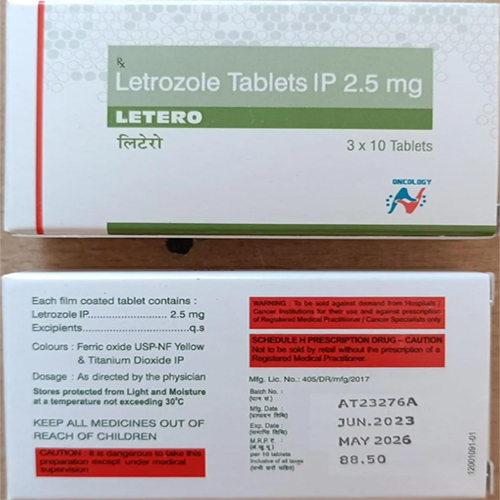 ℞
Letrozole Tablets IP 2.5 mg
LETERO
लिटेरो
3 x 10 Tablets
ONCOLOGY
Each film coated tablet contains :
Letrozole IP.......................... 2.5 mg
Excipients.................................q.s
Colours : Ferric oxide USP-NF Yellow
& Titanium Dioxide IP
Dosage : As directed by the physician
Stores protected from Light and Moisture
at a temperature not exceeding 30°C
KEEP ALL MEDICINES OUT OF
REACH OF CHILDREN
CAUTION : It is dangerous to take this
preparation except under medical
supervision
WARNING : To be sold against demand from Hospitals /
Cancer Institutions for their use and against prescription
of Registered Medical Practitioner / Cancer Specialists only
SCHEDULE H PRESCRIPTION DRUG – CAUTION
Not to be sold by retail without the prescription of a
Registered Medical Practitioner.
Mfg. Lic. No.: 405/DR/mfg/2017
Batch No. :
AT23276A
Mfg. Date :
JUN.2023
Exp. Date :
MAY 2026
M.R.P. ₹. :
88.50
per 10 tablets
Inclusive of all taxes
12001091-01